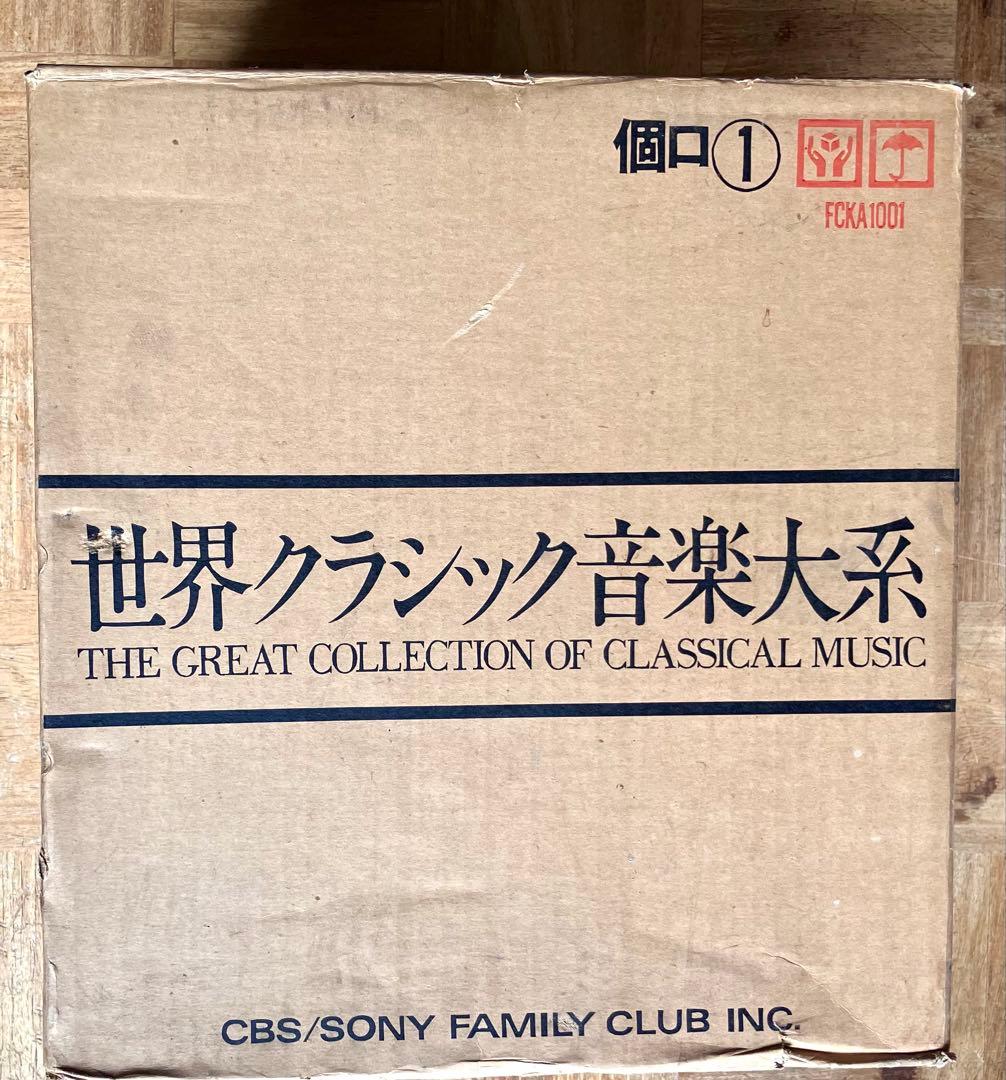 個口①
FCKA1001
世界クラシック音楽大系
THE GREAT COLLECTION OF CLASSICAL MUSIC
CBS/SONY FAMILY CLUB INC.